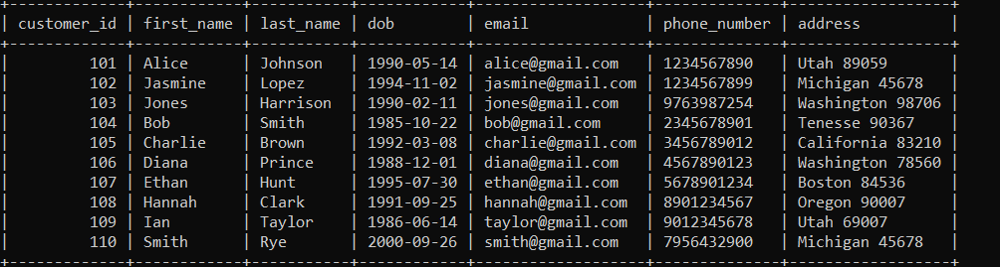 | customer_id | first_name | last_name | dob | email | phone_number | address |
| 101 | Alice | Johnson | 1990-05-14 | alice@gmail.com | 1234567890 | Utah 89059 |
| 102 | Jasmine | Lopez | 1994-11-02 | jasmine@gmail.com | 1234567899 | Michigan 45678 |
| 103 | Jones | Harrison | 1990-02-11 | jones@gmail.com | 9763987254 | Washington 98706 |
| 104 | Bob | Smith | 1985-10-22 | bob@gmail.com | 2345678901 | Tenesse 90367 |
| 105 | Charlie | Brown | 1992-03-08 | charlie@gmail.com | 3456789012 | California 83210 |
| 106 | Diana | Prince | 1988-12-01 | diana@gmail.com | 4567890123 | Washington 78560 |
| 107 | Ethan | Hunt | 1995-07-30 | ethan@gmail.com | 5678901234 | Boston 84536 |
| 108 | Hannah | Clark | 1991-09-25 | hannah@gmail.com | 8901234567 | Oregon 90007 |
| 109 | Ian | Taylor | 1986-06-14 | taylor@gmail.com | 9012345678 | Utah 69007 |
| 110 | Smith | Rye | 2000-09-26 | smith@gmail.com | 7956432900 | Michigan 45678 |